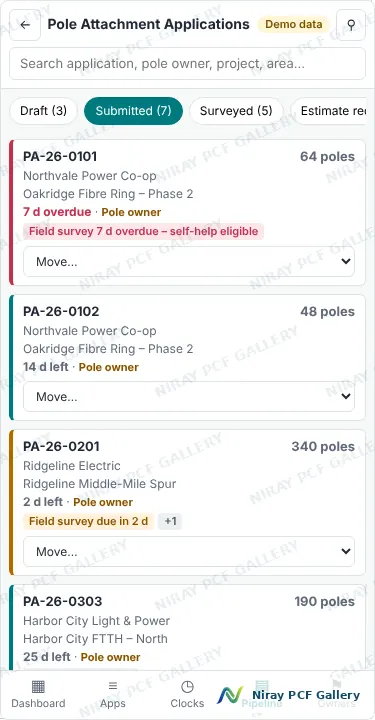 ← Pole Attachment Applications Demo data
Search application, pole owner, project, area...
Draft (3) Submitted (7) Surveyed (5) Estimate rec
PA-26-0101 64 poles
Northvale Power Co-op
Oakridge Fibre Ring – Phase 2
7 d overdue · Pole owner
Field survey 7 d overdue – self-help eligible
Move...
PA-26-0102 48 poles
Northvale Power Co-op
Oakridge Fibre Ring – Phase 2
14 d left · Pole owner
Move...
PA-26-0201 340 poles
Ridgeline Electric
Ridgeline Middle-Mile Spur
2 d left · Pole owner
Field survey due in 2 d +1
Move...
PA-26-0303 190 poles
Harbor City Light & Power
Harbor City FTTH – North
25 d left · Pole owner
Dashboard Apps Clocks Pipeline Owners
Niray PCF Gallery
NIRAY PCF GALLERY